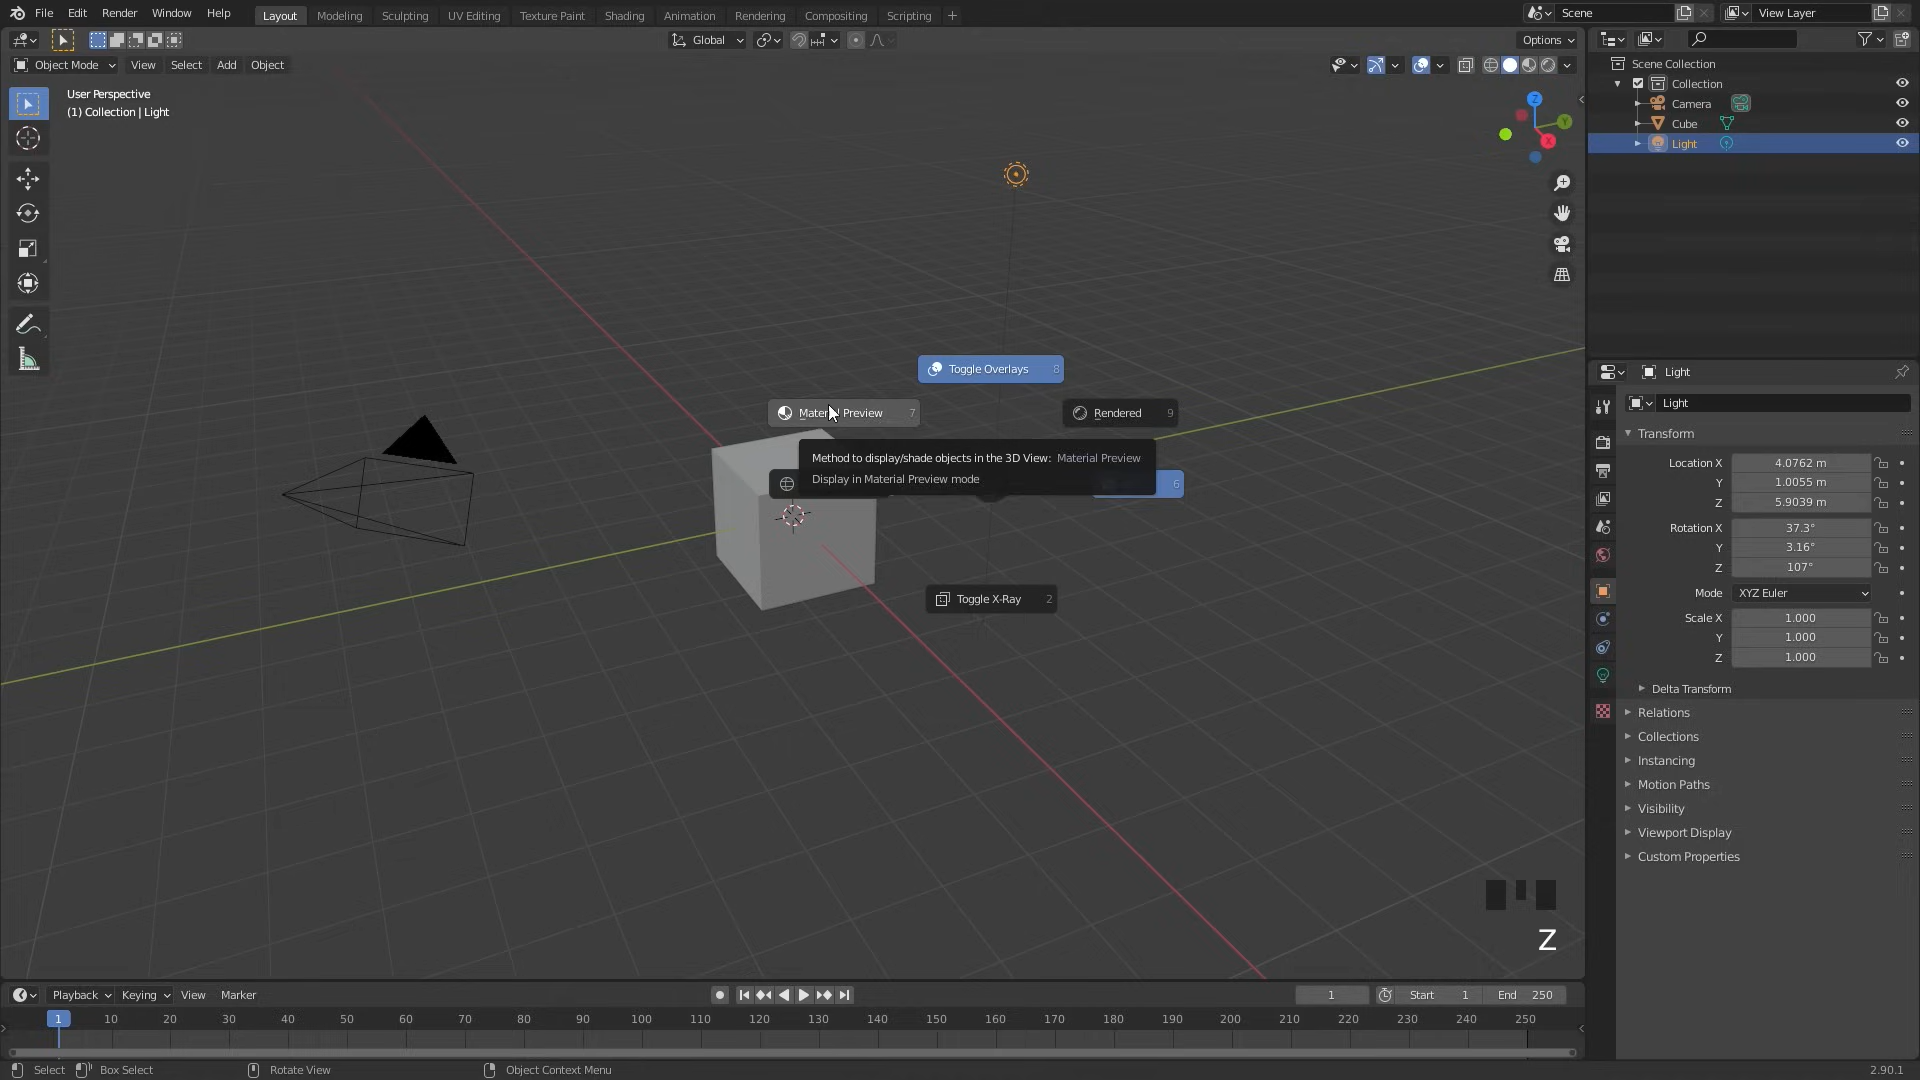 File Edit Render Window Help
Layout Modeling Sculpting UV Editing Texture Paint Shading Animation Rendering Compositing Scripting +
Scene
View Layer
Global
Options
Object Mode View Select Add Object
User Perspective
(1) Collection | Light
Z
Y
X
Toggle Overlays 8
Material Preview 7
Rendered 9
Method to display/shade objects in the 3D View: Material Preview
Display in Material Preview mode
6
Toggle X-Ray 2
Z
Scene Collection
Collection
Camera
Cube
Light
Light
Light
Transform
Location X 4.0762 m
Y 1.0055 m
Z 5.9039 m
Rotation X 37.3°
Y 3.16°
Z 107°
Mode XYZ Euler
Scale X 1.000
Y 1.000
Z 1.000
Delta Transform
Relations
Collections
Instancing
Motion Paths
Visibility
Viewport Display
Custom Properties
Playback Keying View Marker
1 Start 1 End 250
1 10 20 30 40 50 60 70 80 90 100 110 120 130 140 150 160 170 180 190 200 210 220 230 240 250
Select Box Select Rotate View Object Context Menu
2.90.1